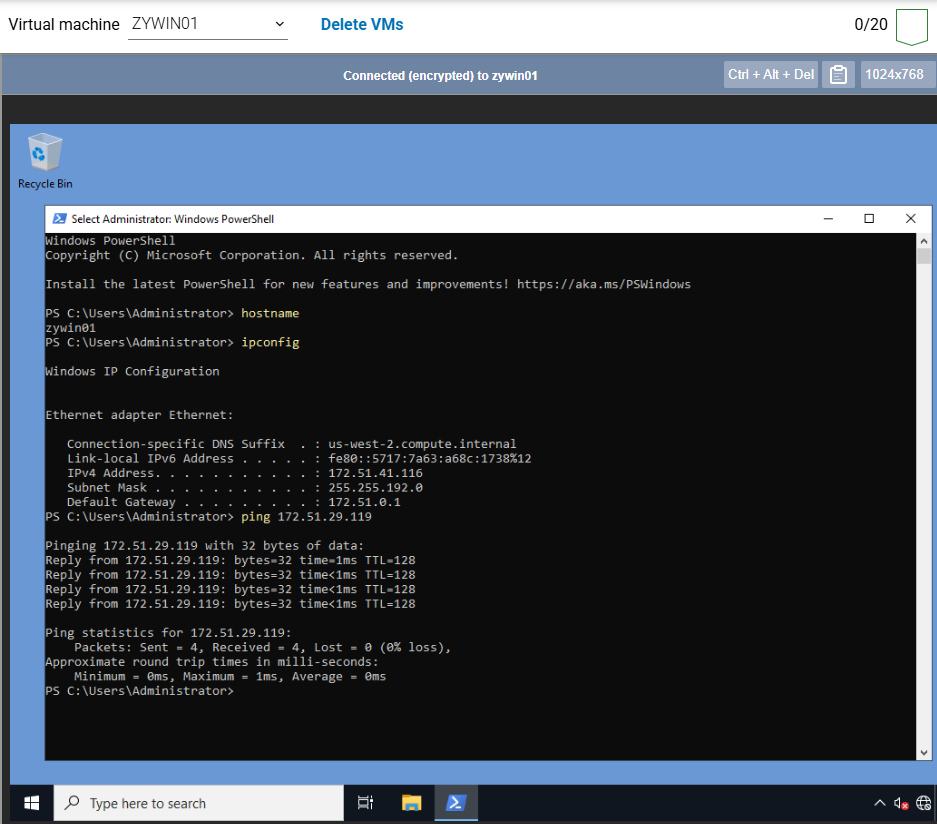 Virtual machine ZYWIN01 Delete VMs 0/20
Connected (encrypted) to zywin01 Ctrl + Alt + Del 1024x768
Recycle Bin
Select Administrator: Windows PowerShell
Windows PowerShell
Copyright (C) Microsoft Corporation. All rights reserved.
Install the latest PowerShell for new features and improvements! https://aka.ms/PSWindows
PS C:\Users\Administrator> hostname
zywin01
PS C:\Users\Administrator> ipconfig
Windows IP Configuration
Ethernet adapter Ethernet:
Connection-specific DNS Suffix  . : us-west-2.compute.internal
Link-local IPv6 Address . . . . . : fe80::5717:7a63:a68c:1738%12
IPv4 Address. . . . . . . . . . . : 172.51.41.116
Subnet Mask . . . . . . . . . . . : 255.255.192.0
Default Gateway . . . . . . . . . : 172.51.0.1
PS C:\Users\Administrator> ping 172.51.29.119
Pinging 172.51.29.119 with 32 bytes of data:
Reply from 172.51.29.119: bytes=32 time=1ms TTL=128
Reply from 172.51.29.119: bytes=32 time<1ms TTL=128
Reply from 172.51.29.119: bytes=32 time<1ms TTL=128
Reply from 172.51.29.119: bytes=32 time<1ms TTL=128
Ping statistics for 172.51.29.119:
Packets: Sent = 4, Received = 4, Lost = 0 (0% loss),
Approximate round trip times in milli-seconds:
Minimum = 0ms, Maximum = 1ms, Average = 0ms
PS C:\Users\Administrator>
Type here to search